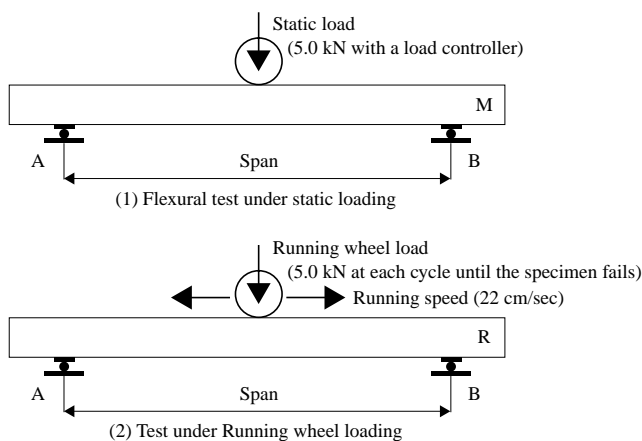 Static load
(5.0 kN with a load controller)
M
A
Span
B
(1) Flexural test under static loading
Running wheel load
(5.0 kN at each cycle until the specimen fails)
Running speed (22 cm/sec)
R
A
Span
B
(2) Test under Running wheel loading